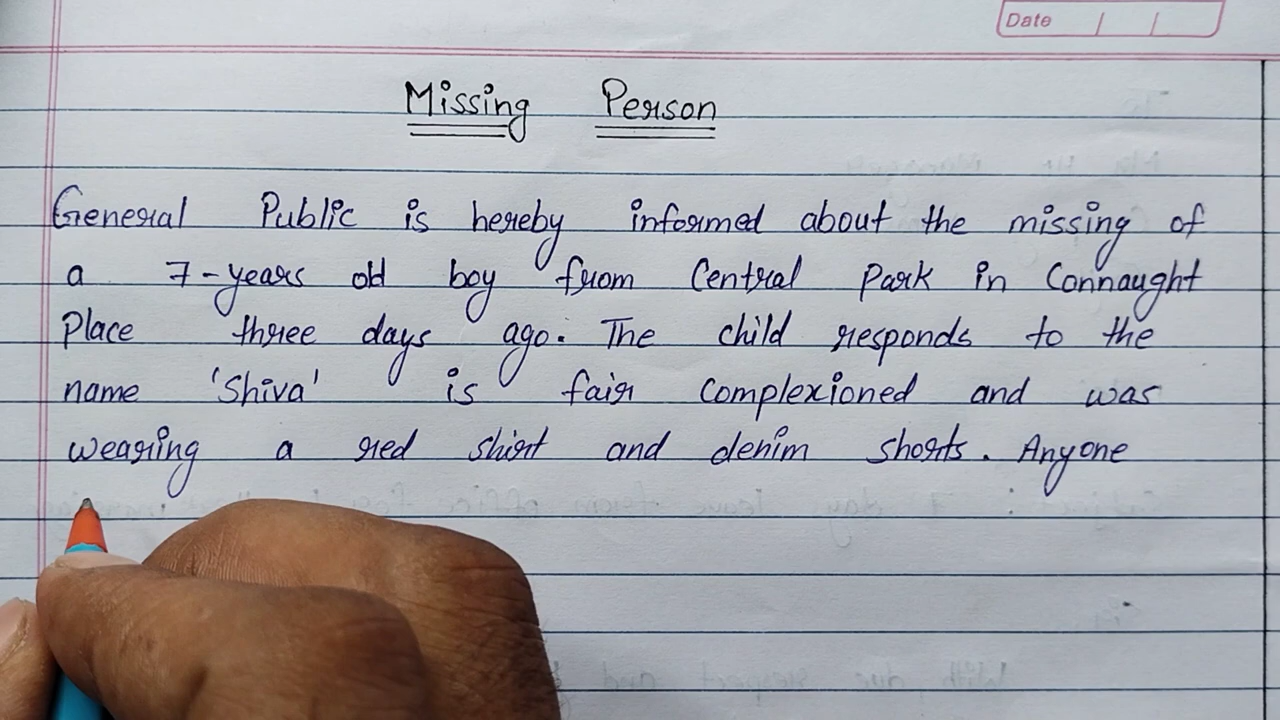 Date
Missing Person
General Public is hereby informed about the missing of
a 7-years old boy from Central Park in Connaught
Place three days ago. The child responds to the
name 'Shiva' is fair complexioned and was
wearing a red shirt and denim shorts. Anyone